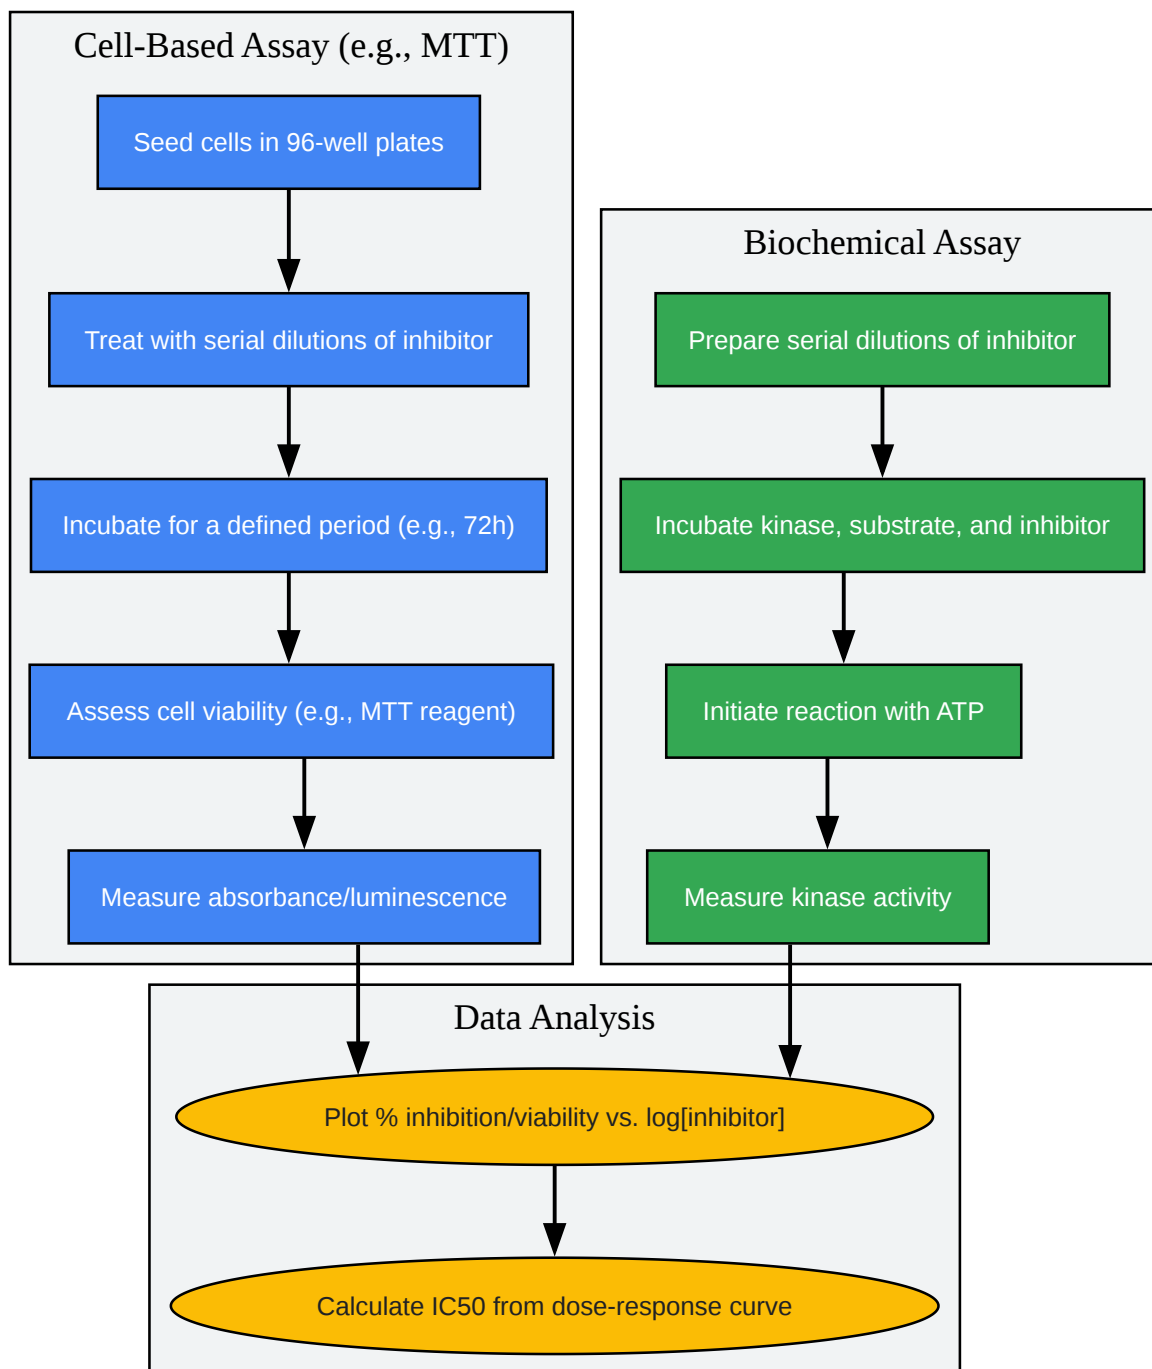 Cell-Based Assay (e.g., MTT)
Seed cells in 96-well plates
Treat with serial dilutions of inhibitor
Incubate for a defined period (e.g., 72h)
Assess cell viability (e.g., MTT reagent)
Measure absorbance/luminescence
Biochemical Assay
Prepare serial dilutions of inhibitor
Incubate kinase, substrate, and inhibitor
Initiate reaction with ATP
Measure kinase activity
Data Analysis
Plot % inhibition/viability vs. log[inhibitor]
Calculate IC50 from dose-response curve